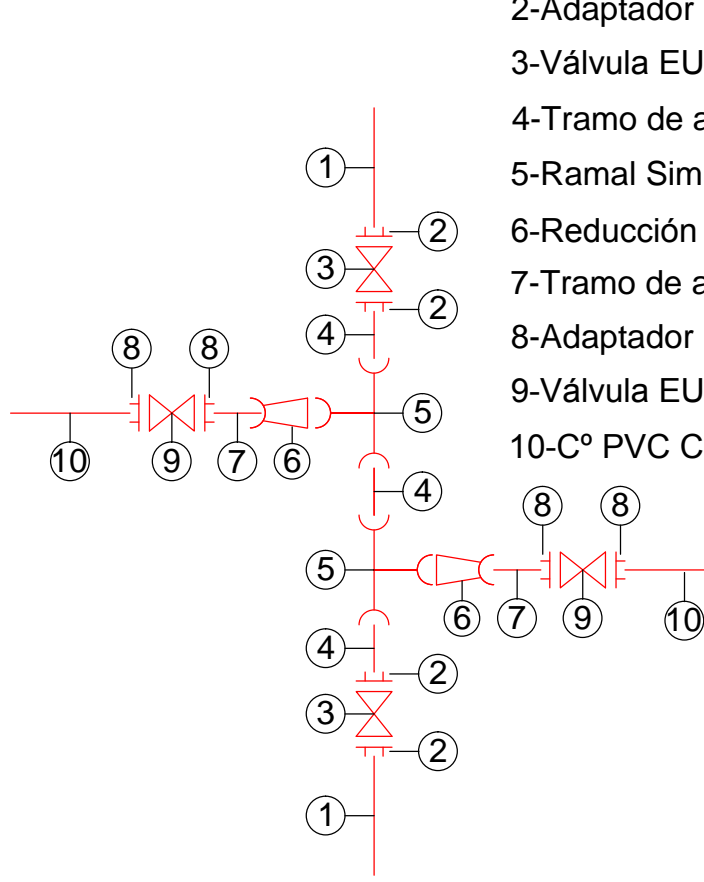 2-Adaptador
3-Válvula EU
4-Tramo de a
5-Ramal Sim
6-Reducción
7-Tramo de a
8-Adaptador
9-Válvula EU
10-Cº PVC C
1
2
3
2
4
8
8
5
10
9
7
6
4
8
8
5
6
7
9
10
4
2
3
2
1